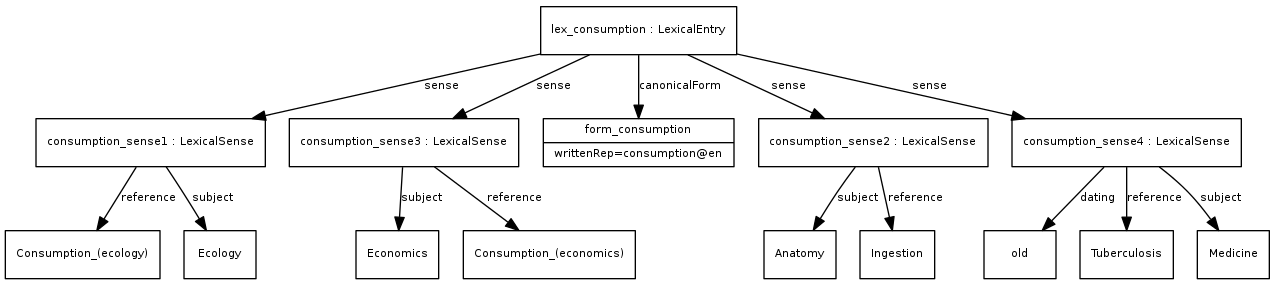 lex_consumption : LexicalEntry
sense
sense
canonicalForm
sense
sense
consumption_sense1 : LexicalSense
consumption_sense3 : LexicalSense
form_consumption
writtenRep=consumption@en
consumption_sense2 : LexicalSense
consumption_sense4 : LexicalSense
reference
subject
subject
reference
subject
reference
dating
reference
subject
Consumption_(ecology)
Ecology
Economics
Consumption_(economics)
Anatomy
Ingestion
old
Tuberculosis
Medicine